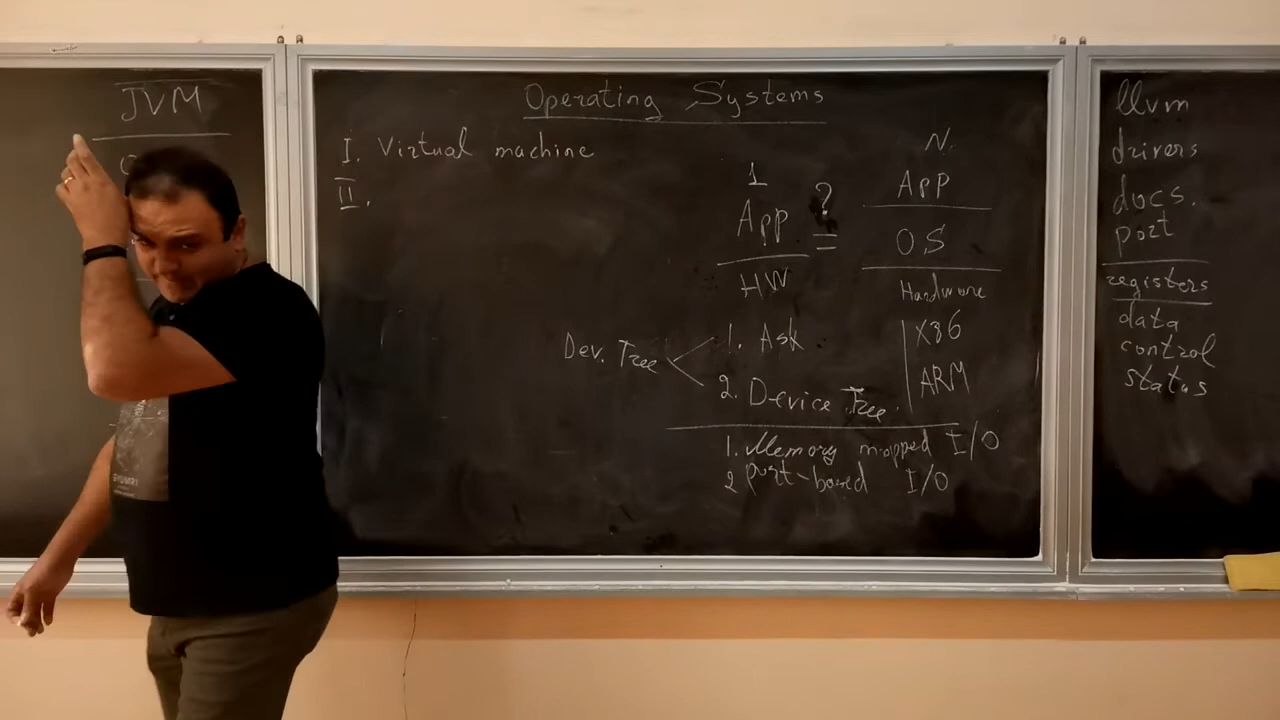 JVM
Operating Systems
I. Virtual machine
II.
1
App
HW
?
=
N.
App
OS
Hardware
Dev. Tree
1. Ask
2. Device Tree.
X86
ARM
1. Memory mapped I/O
2 port-based I/O
llvm
drivers
docs.
port
registers
data
control
status
GYUMRI